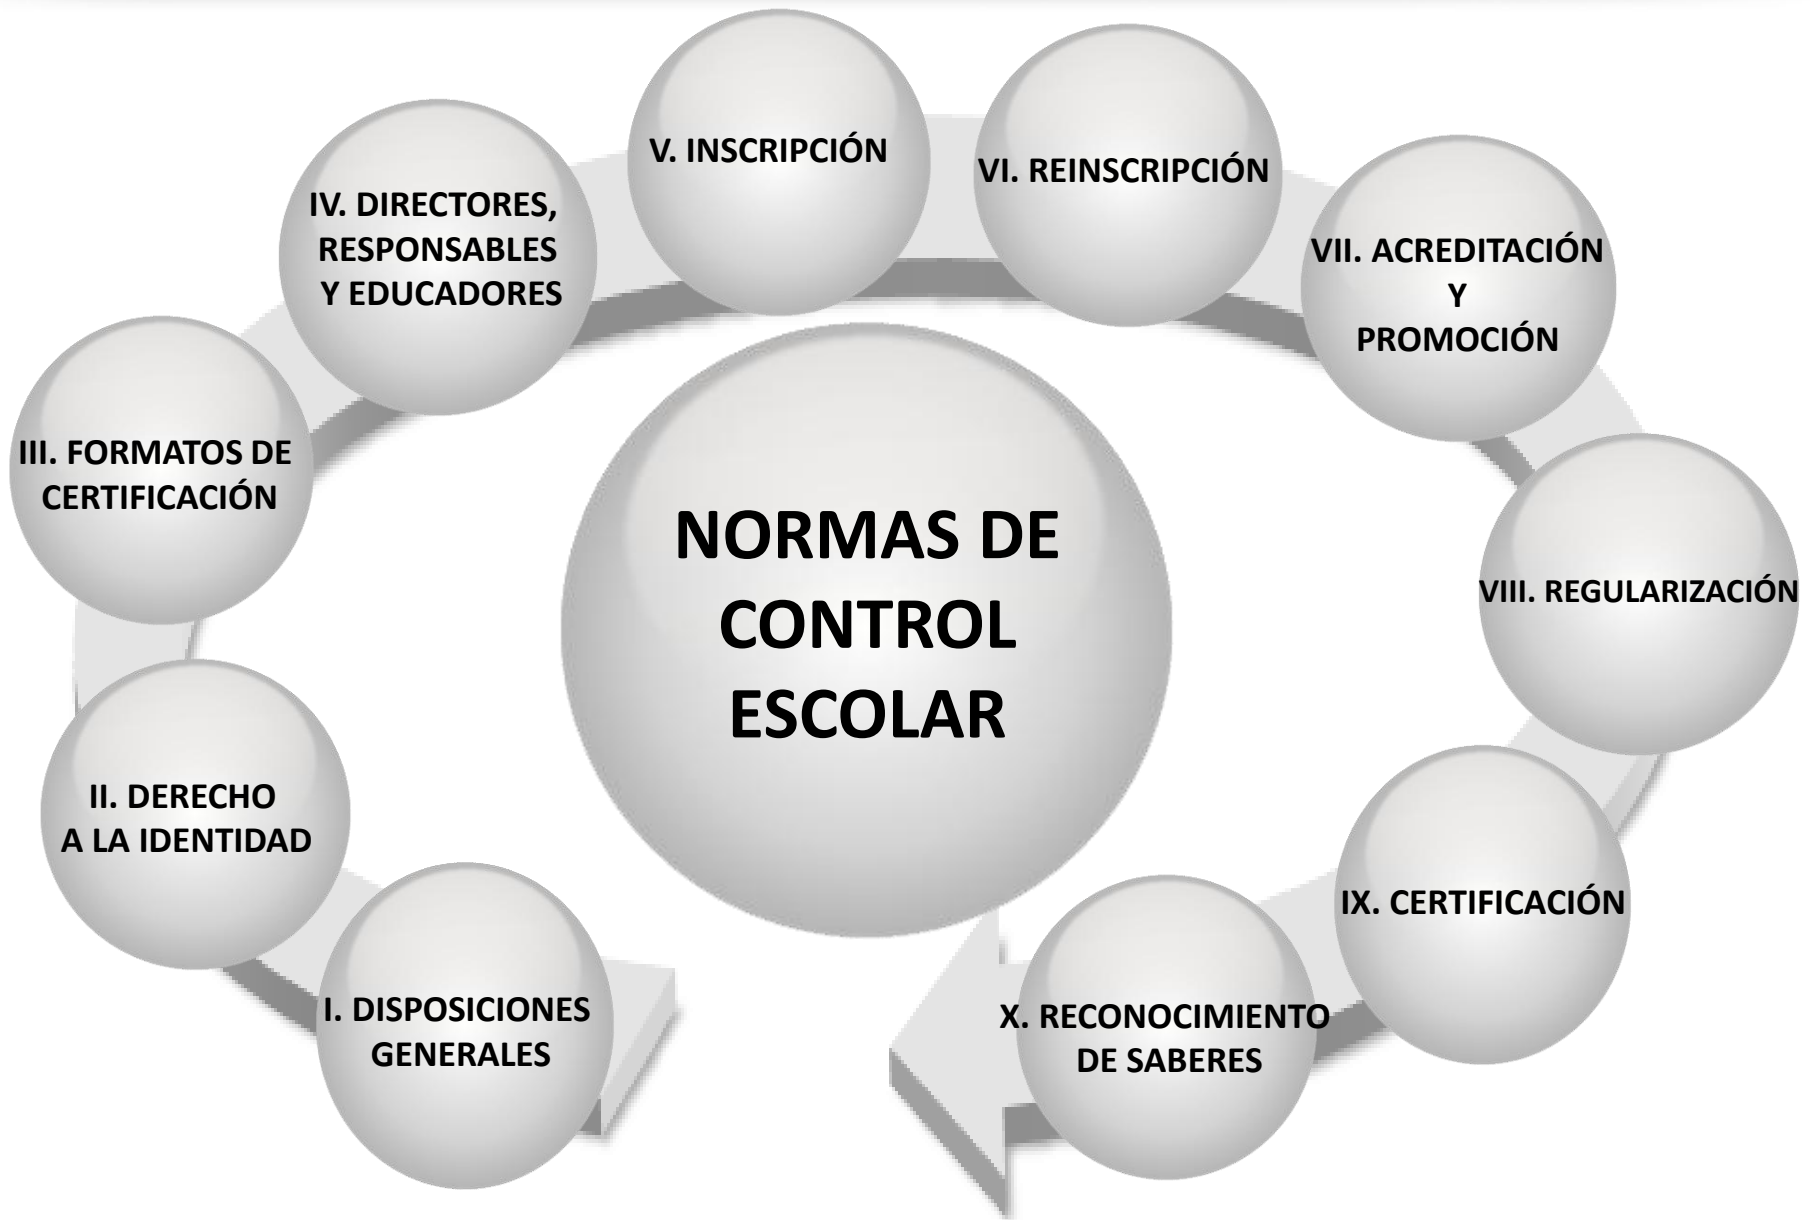 V. INSCRIPCIÓN
VI. REINSCRIPCIÓN
IV. DIRECTORES,
RESPONSABLES
Y EDUCADORES
VII. ACREDITACIÓN
Y
PROMOCIÓN
III. FORMATOS DE
CERTIFICACIÓN
NORMAS DE
CONTROL
ESCOLAR
VIII. REGULARIZACIÓN
II. DERECHO
A LA IDENTIDAD
IX. CERTIFICACIÓN
I. DISPOSICIONES
GENERALES
X. RECONOCIMIENTO
DE SABERES